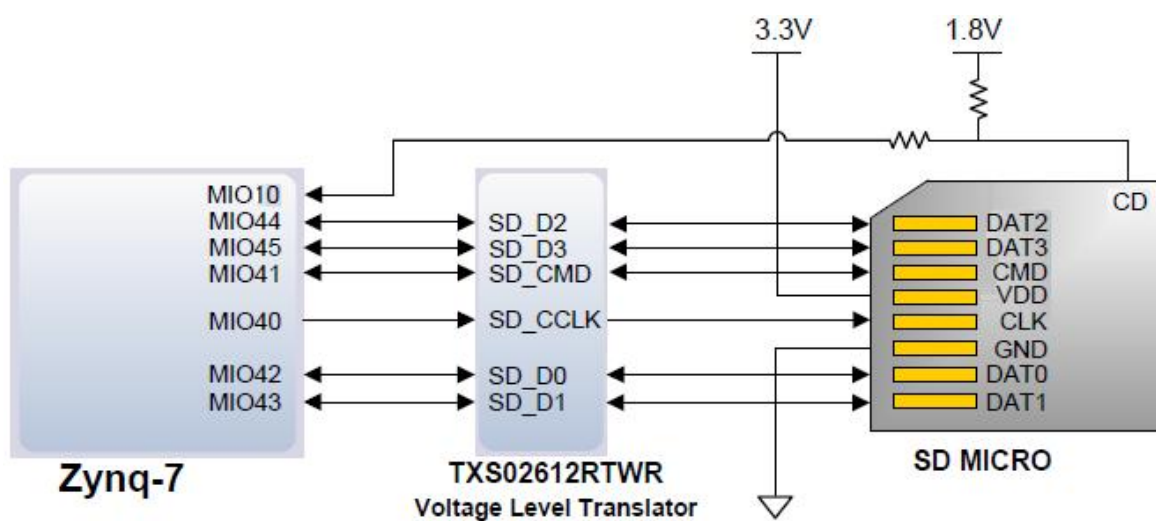 3.3V
1.8V
MIO10
MIO44
MIO45
MIO41
MIO40
MIO42
MIO43
Zynq-7
SD_D2
SD_D3
SD_CMD
SD_CCLK
SD_D0
SD_D1
TXS02612RTWR
Voltage Level Translator
CD
DAT2
DAT3
CMD
VDD
CLK
GND
DAT0
DAT1
SD MICRO